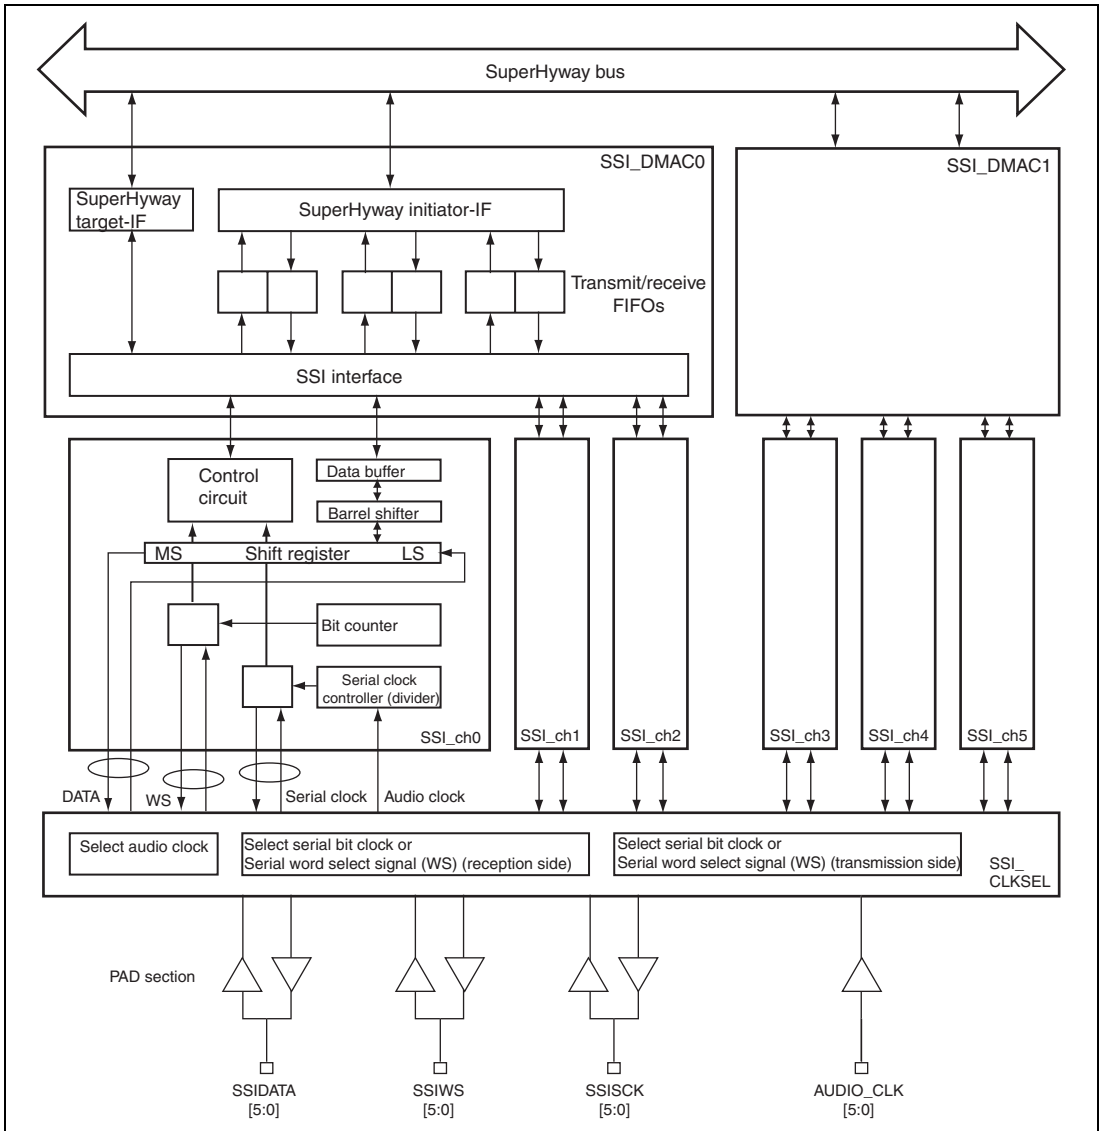 SuperHyway bus
SSI_DMAC0
SSI_DMAC1
SuperHyway
target-IF
SuperHyway initiator-IF
Transmit/receive
FIFOs
SSI interface
Control
circuit
Data buffer
Barrel shifter
MS Shift register LS
Bit counter
Serial clock
controller (divider)
SSI_ch0
SSI_ch1
SSI_ch2
SSI_ch3
SSI_ch4
SSI_ch5
DATA
WS
Serial clock
Audio clock
Select audio clock
Select serial bit clock or
Serial word select signal (WS) (reception side)
Select serial bit clock or
Serial word select signal (WS) (transmission side)
SSI_
CLKSEL
PAD section
SSIDATA
[5:0]
SSIWS
[5:0]
SSISCK
[5:0]
AUDIO_CLK
[5:0]